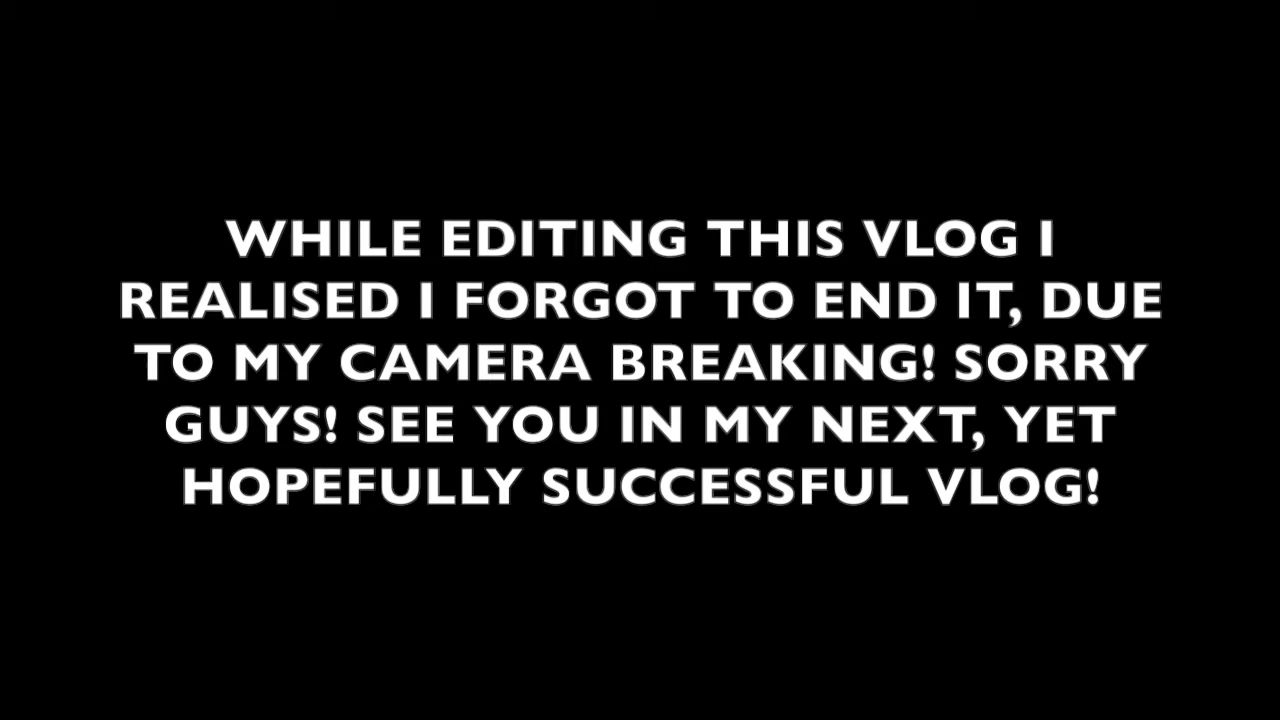 WHILE EDITING THIS VLOG I
REALISED I FORGOT TO END IT, DUE
TO MY CAMERA BREAKING! SORRY
GUYS! SEE YOU IN MY NEXT, YET
HOPEFULLY SUCCESSFUL VLOG!